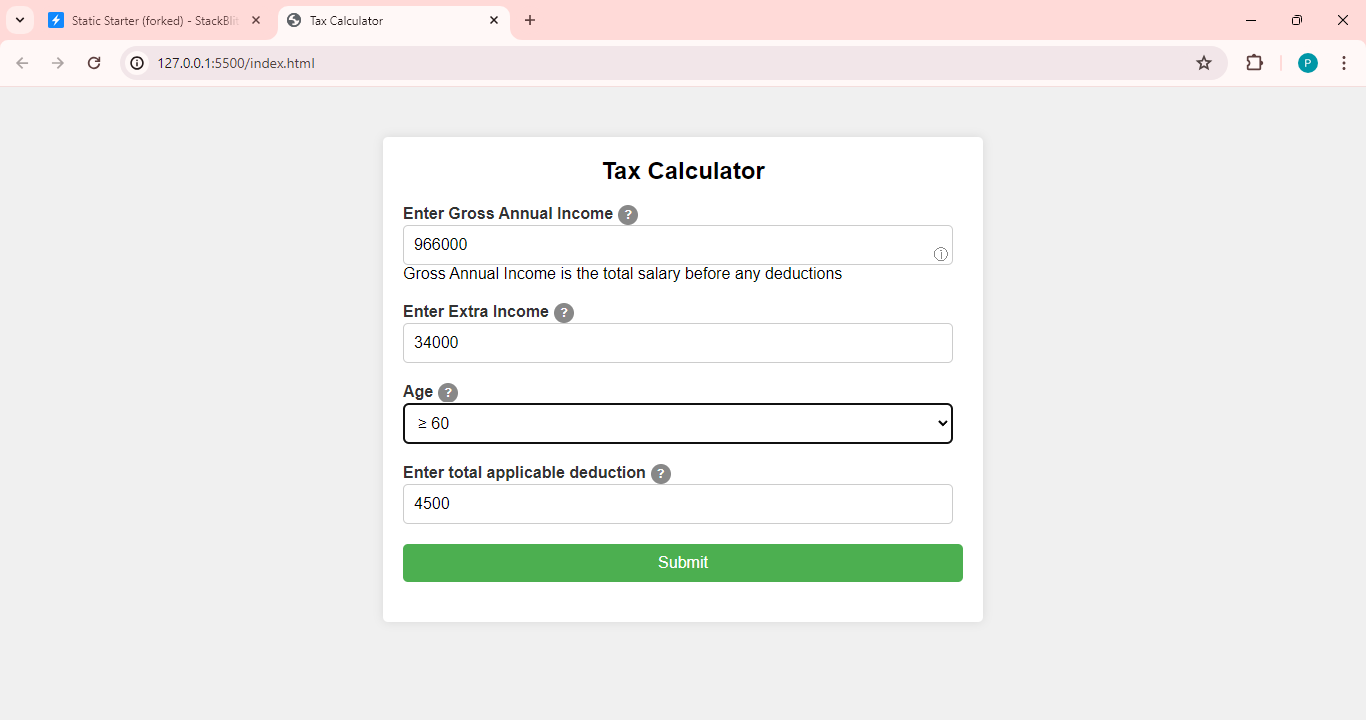 Static Starter (forked) - StackBlit
Tax Calculator
127.0.0.1:5500/index.html
P
Tax Calculator
Enter Gross Annual Income ?
966000
Gross Annual Income is the total salary before any deductions
Enter Extra Income ?
34000
Age ?
≥ 60
Enter total applicable deduction ?
4500
Submit